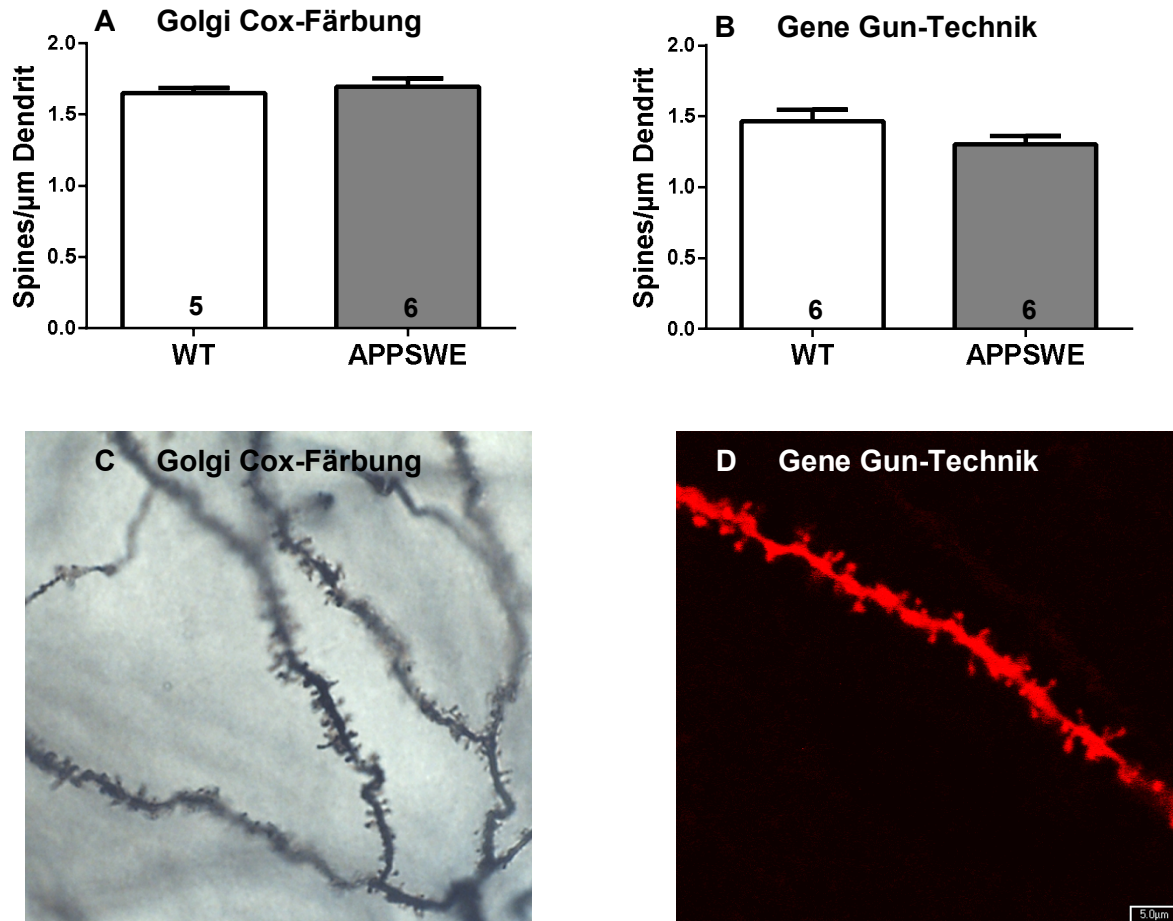 A Golgi Cox-Färbung
Spines/µm Dendrit
2.0
1.5
1.0
0.5
0.0
5
6
WT
APPSWE
B Gene Gun-Technik
Spines/µm Dendrit
2.0
1.5
1.0
0.5
0.0
6
6
WT
APPSWE
C Golgi Cox-Färbung
D Gene Gun-Technik
5.0µm